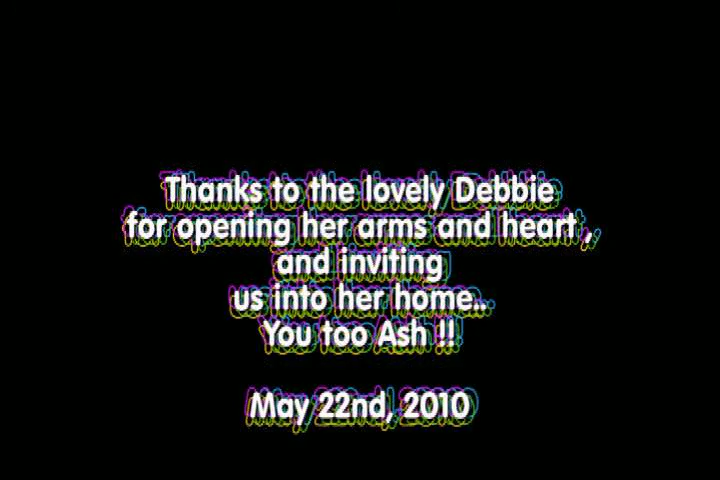 Thanks to the lovely Debbie
for opening her arms and heart ,
and inviting
us into her home..
You too Ash !!
May 22nd, 2010